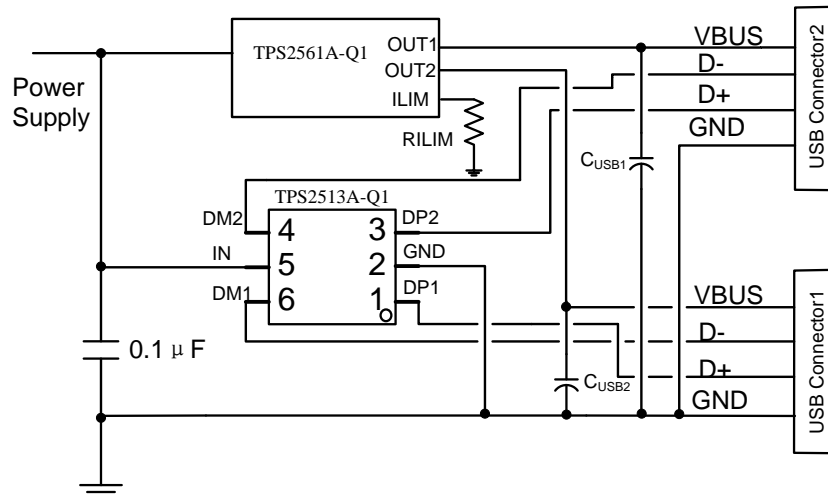 TPS2561A-Q1
OUT1
OUT2
ILIM
RILIM
Power
Supply
VBUS
D-
D+
GND
USB Connector2
CUSB1
TPS2513A-Q1
DM2
4
3
DP2
IN
5
2
GND
DM1
6
1
DP1
0.1 μF
CUSB2
VBUS
D-
D+
GND
USB Connector1